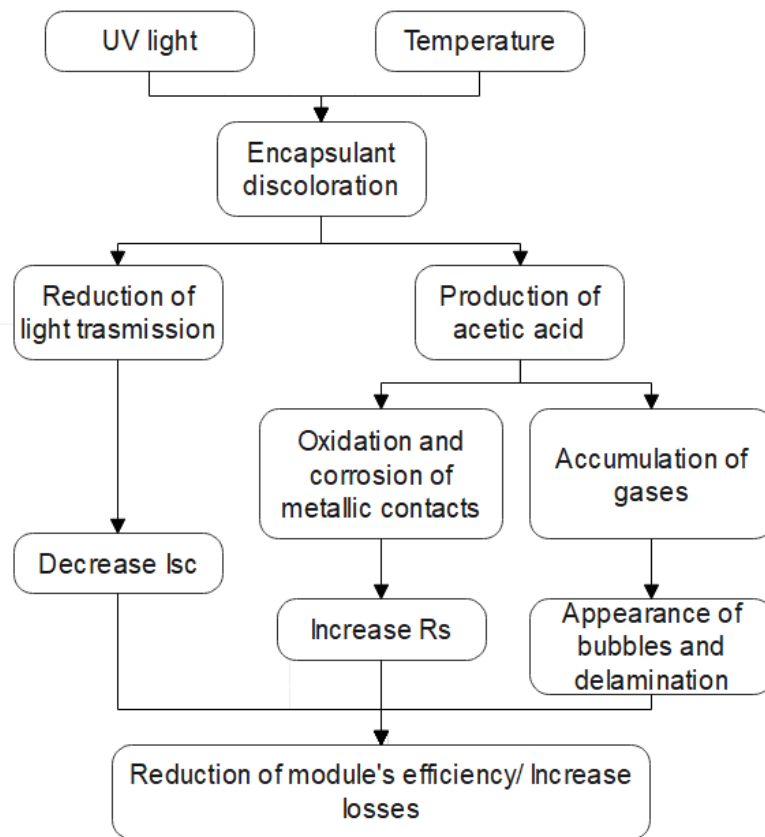 UV light
Temperature
Encapsulant
discoloration
Reduction of
light trasmission
Production of
acetic acid
Oxidation and
corrosion of
metallic contacts
Accumulation of
gases
Decrease Isc
Increase Rs
Appearance of
bubbles and
delamination
Reduction of module's efficiency/ Increase
losses